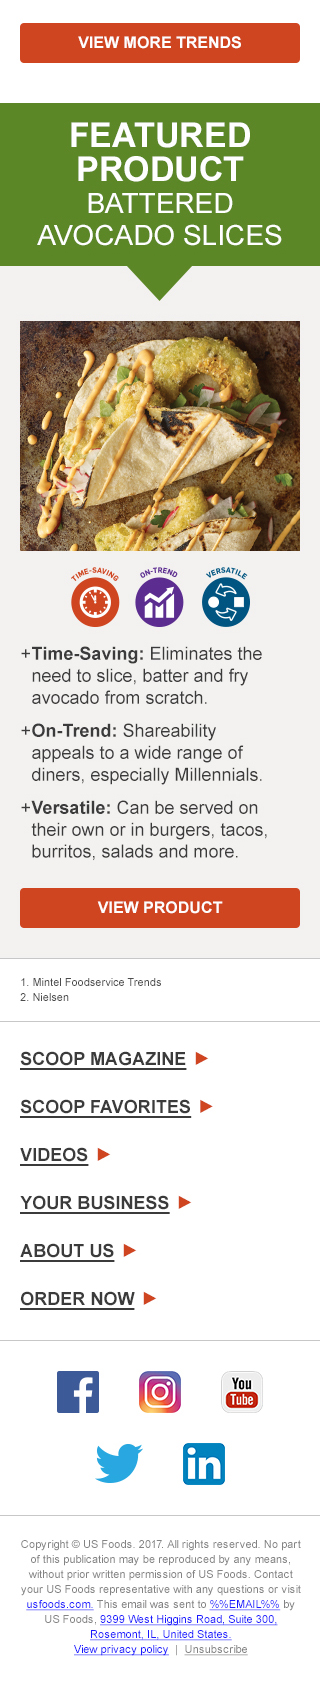 VIEW MORE TRENDS
FEATURED
PRODUCT
BATTERED
AVOCADO SLICES
TIME-SAVING
ON-TREND
VERSATILE
+Time-Saving: Eliminates the
need to slice, batter and fry
avocado from scratch.
+On-Trend: Shareability
appeals to a wide range of
diners, especially Millennials.
+Versatile: Can be served on
their own or in burgers, tacos,
burritos, salads and more.
VIEW PRODUCT
1. Mintel Foodservice Trends
2. Nielsen
SCOOP MAGAZINE
SCOOP FAVORITES
VIDEOS
YOUR BUSINESS
ABOUT US
ORDER NOW
You
Tube
in
Copyright © US Foods. 2017. All rights reserved. No part
of this publication may be reproduced by any means,
without prior written permission of US Foods. Contact
your US Foods representative with any questions or visit
usfoods.com. This email was sent to %%EMAIL%% by
US Foods, 9399 West Higgins Road, Suite 300,
Rosemont, IL, United States.
View privacy policy | Unsubscribe